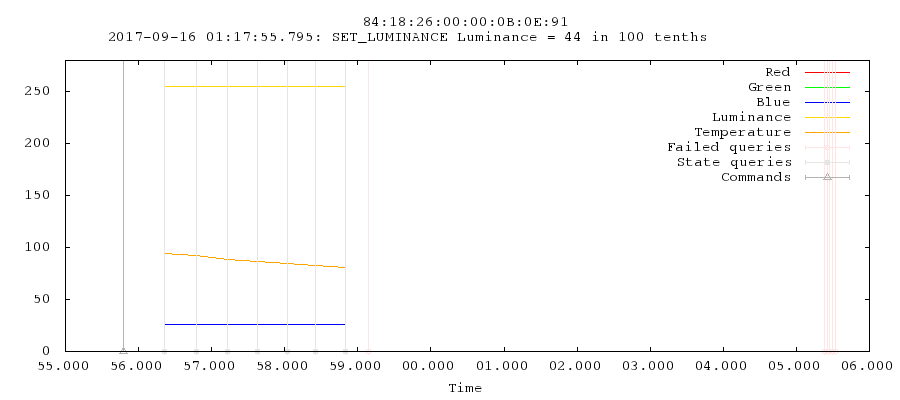 84:18:26:00:00:0B:0E:91
2017-09-16 01:17:55.795: SET_LUMINANCE Luminance = 44 in 100 tenths
Red
Green
Blue
Luminance
Temperature
Failed queries
State queries
Commands
250
200
150
100
50
0
55.000 56.000 57.000 58.000 59.000 00.000 01.000 02.000 03.000 04.000 05.000 06.000
Time